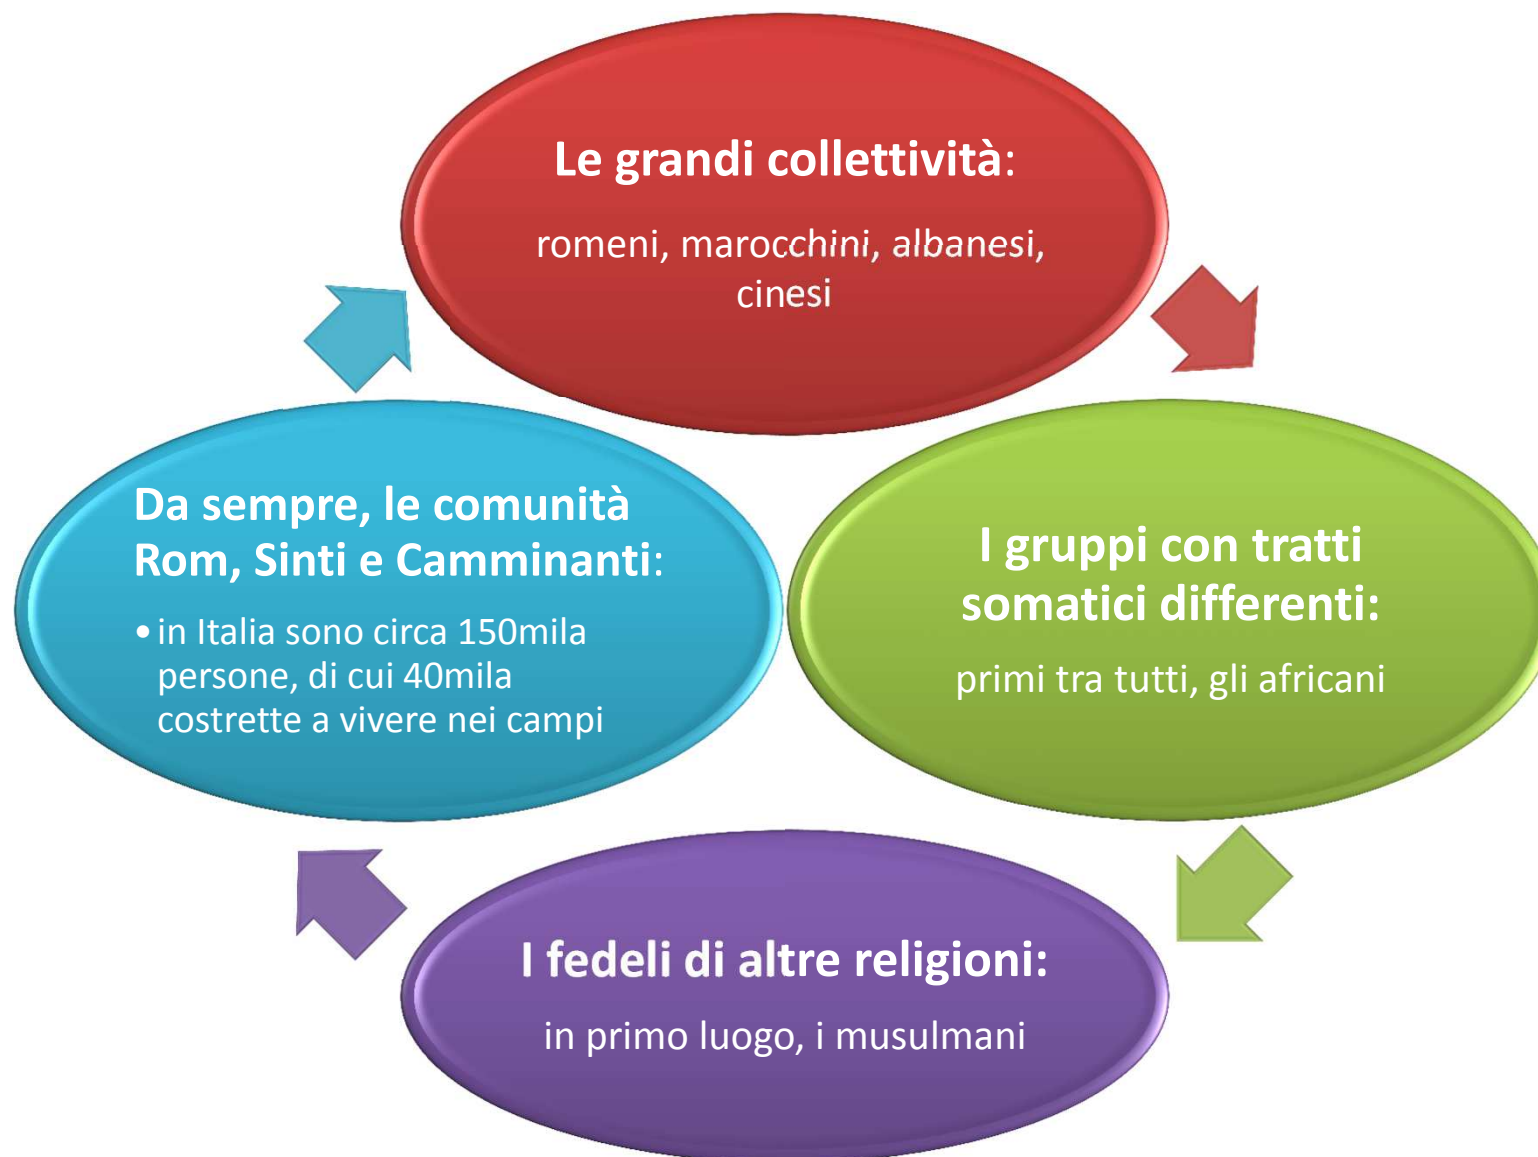 Le grandi collettività:
romeni, marocchini, albanesi,
cinesi
I gruppi con tratti
somatici differenti:
primi tra tutti, gli africani
I fedeli di altre religioni:
in primo luogo, i musulmani
Da sempre, le comunità
Rom, Sinti e Camminanti:
• in Italia sono circa 150mila
persone, di cui 40mila
costrette a vivere nei campi